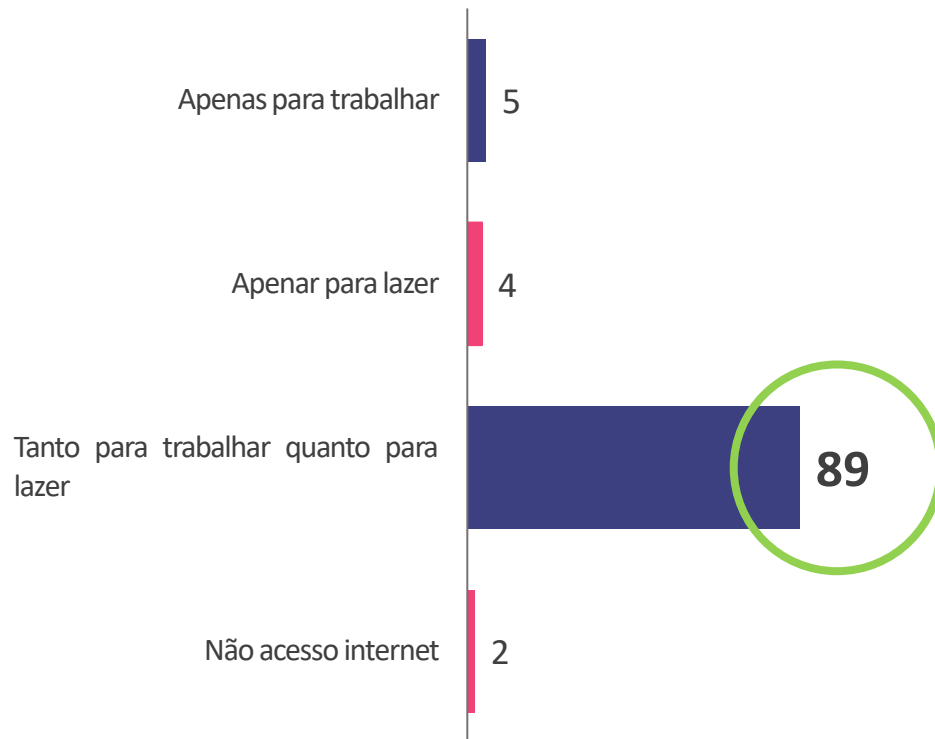 Apenas para trabalhar
5
Apenar para lazer
4
Tanto para trabalhar quanto para
lazer
89
Não acesso internet
2